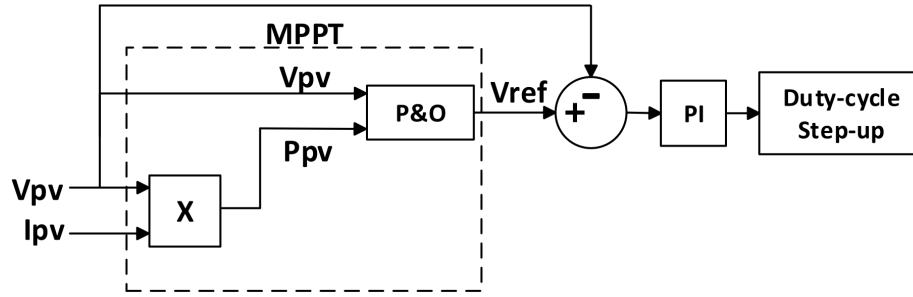 MPPT
Vpv
P&O
Vref
+
-
PI
Duty-cycle
Step-up
Ppv
Vpv
X
Ipv